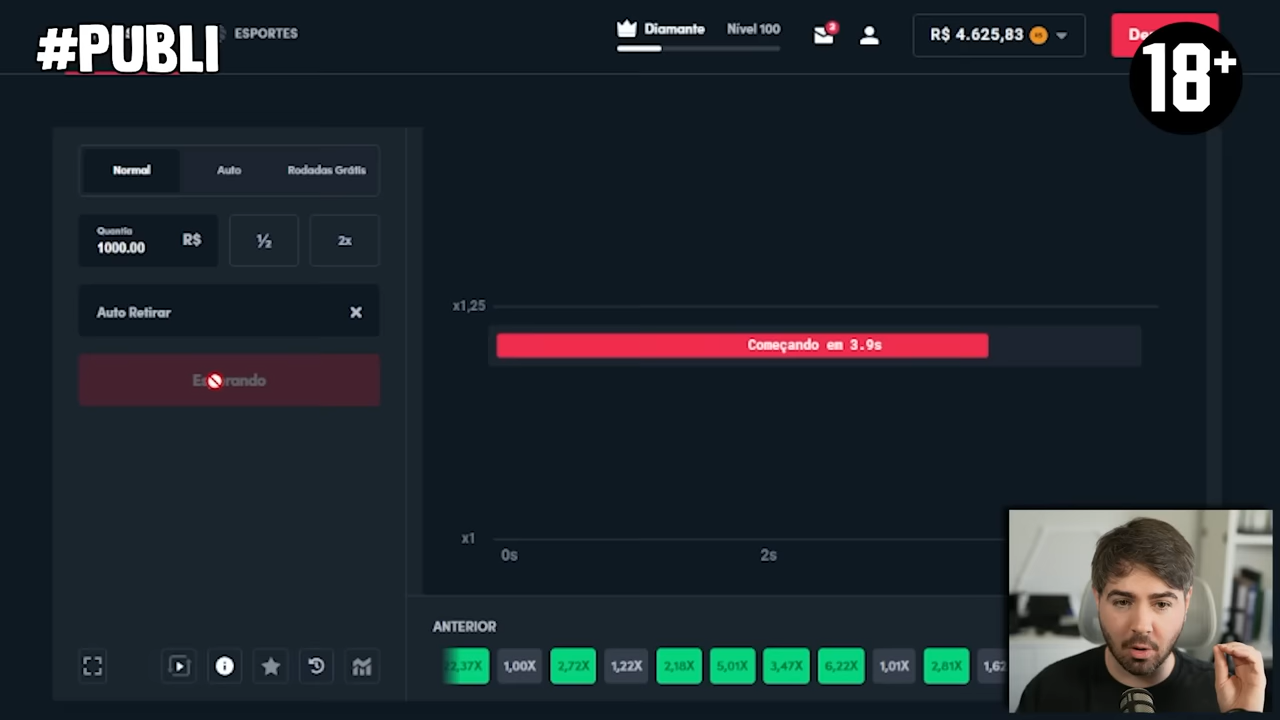 #PUBLI
ESPORTES
Diamante
Nível 100
3
R$ 4.625,83
18+
Normal
Auto
Rodadas Grátis
Quantia
1000.00
R$
½
2x
x1,25
Auto Retirar
Começando em 3.9s
x1
0s
2s
ANTERIOR
1,00X
2,72X
1,22X
2,18X
5,01X
3,47X
6,22X
1,01X
2,81X